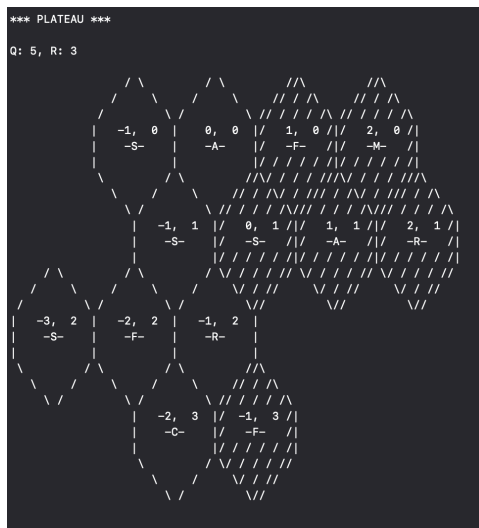 *** PLATEAU ***
Q: 5, R: 3
-1, 0 0, 0 1, 0 2, 0
-S- -A- -F- -M-
-1, 1 0, 1 1, 1 2, 1
-S- -S- -A- -R-
-3, 2 -2, 2 -1, 2
-S- -F- -R-
-2, 3 -1, 3
-C- -F-